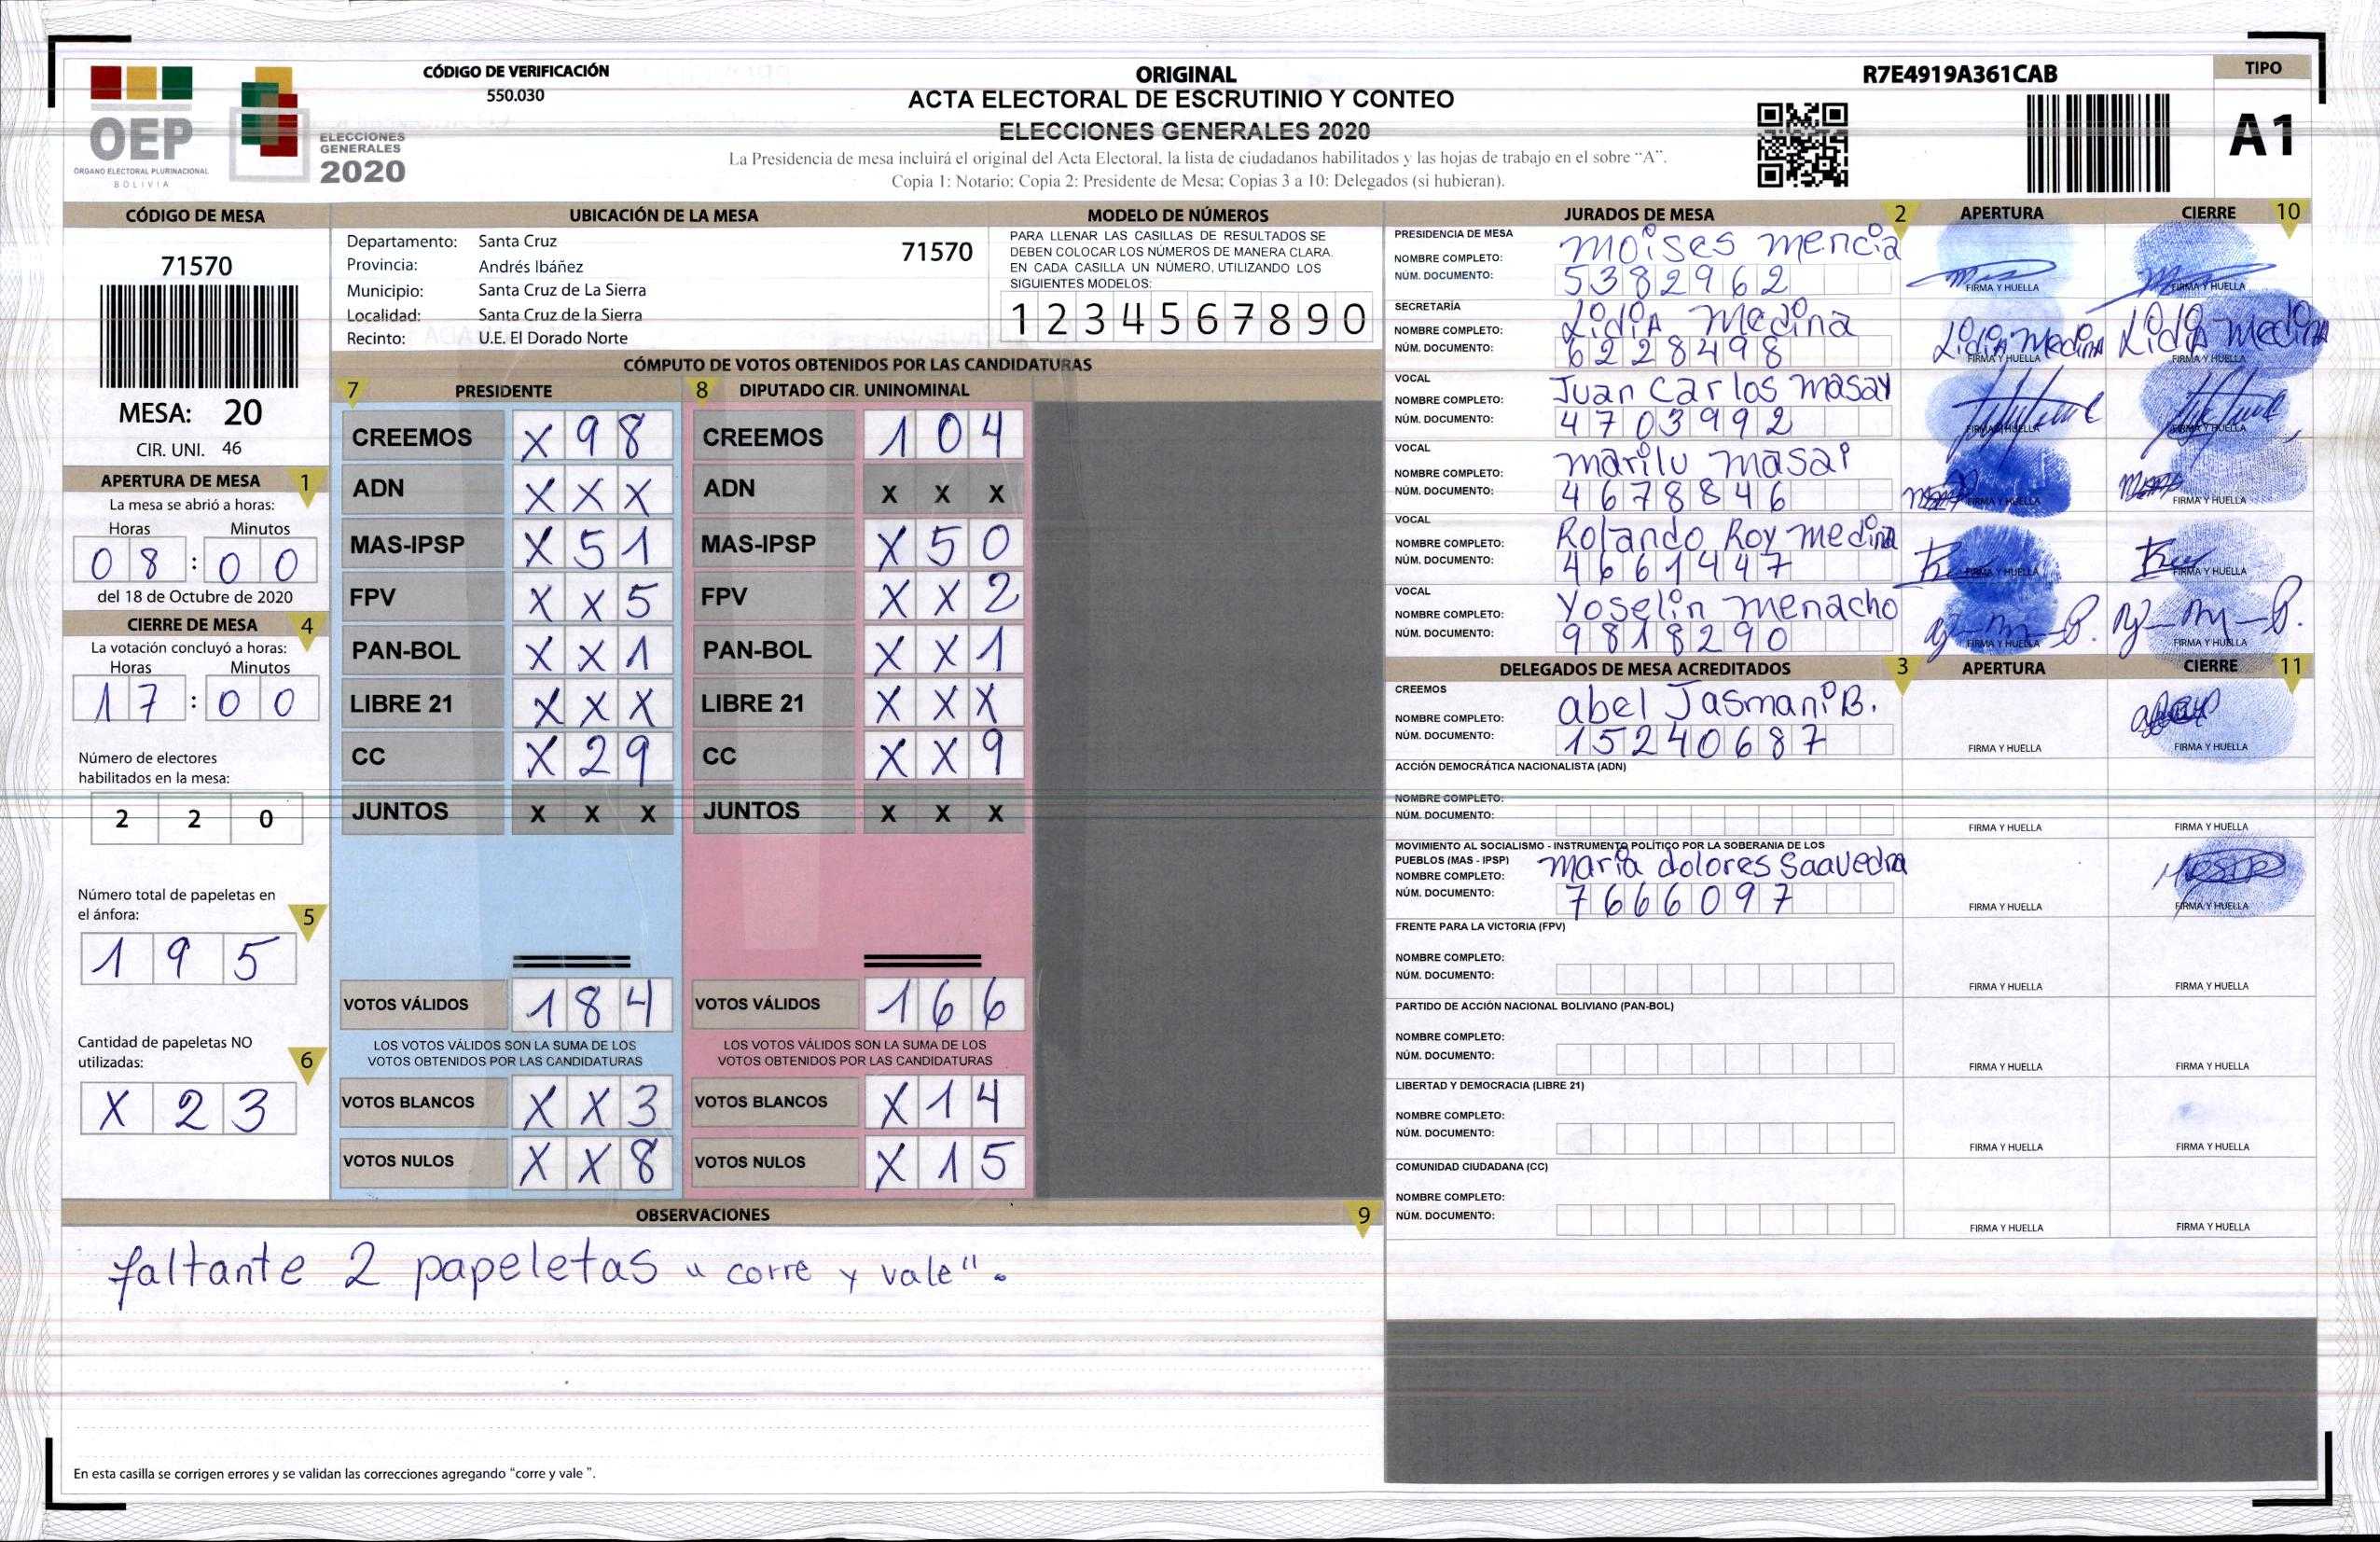 OEP
ÓRGANO ELECTORAL PLURINACIONAL
BOLIVIA
ELECCIONES
GENERALES
2020
CÓDIGO DE VERIFICACIÓN
550.030
ORIGINAL
ACTA ELECTORAL DE ESCRUTINIO Y CONTEO
ELECCIONES GENERALES 2020
La Presidencia de mesa incluirá el original del Acta Electoral, la lista de ciudadanos habilitados y las hojas de trabajo en el sobre "A".
Copia 1: Notario; Copia 2: Presidente de Mesa; Copias 3 a 10: Delegados (si hubieran).
R7E4919A361CAB
TIPO
A1
CÓDIGO DE MESA
71570
MESA: 20
CIR. UNI. 46
APERTURA DE MESA 1
La mesa se abrió a horas:
Horas Minutos
08:00
del 18 de Octubre de 2020
CIERRE DE MESA 4
La votación concluyó a horas:
Horas Minutos
17:00
Número de electores
habilitados en la mesa:
2 2 0
Número total de papeletas en
el ánfora: 5
1 9 5
Cantidad de papeletas NO
utilizadas: 6
X 2 3
UBICACIÓN DE LA MESA
Departamento: Santa Cruz 71570
Provincia: Andrés Ibáñez
Municipio: Santa Cruz de La Sierra
Localidad: Santa Cruz de la Sierra
Recinto: U.E. El Dorado Norte
MODELO DE NÚMEROS
PARA LLENAR LAS CASILLAS DE RESULTADOS SE
DEBEN COLOCAR LOS NÚMEROS DE MANERA CLARA.
EN CADA CASILLA UN NÚMERO, UTILIZANDO LOS
SIGUIENTES MODELOS:
1 2 3 4 5 6 7 8 9 0
CÓMPUTO DE VOTOS OBTENIDOS POR LAS CANDIDATURAS
7 PRESIDENTE 8 DIPUTADO CIR. UNINOMINAL
CREEMOS X 9 8 CREEMOS 1 0 4
ADN X X X ADN X X X
MAS-IPSP X 5 1 MAS-IPSP X 5 0
FPV X X 5 FPV X X 2
PAN-BOL X X 1 PAN-BOL X X 1
LIBRE 21 X X X LIBRE 21 X X X
CC X 2 9 CC X X 9
JUNTOS X X X JUNTOS X X X
VOTOS VÁLIDOS 1 8 4 VOTOS VÁLIDOS 1 6 6
LOS VOTOS VÁLIDOS SON LA SUMA DE LOS LOS VOTOS VÁLIDOS SON LA SUMA DE LOS
VOTOS OBTENIDOS POR LAS CANDIDATURAS VOTOS OBTENIDOS POR LAS CANDIDATURAS
VOTOS BLANCOS X X 3 VOTOS BLANCOS X 1 4
VOTOS NULOS X X 8 VOTOS NULOS X 1 5
OBSERVACIONES 9
faltante 2 papeletas "corre y vale".
En esta casilla se corrigen errores y se validan las correcciones agregando "corre y vale ".
JURADOS DE MESA 2 APERTURA CIERRE 10
PRESIDENCIA DE MESA
NOMBRE COMPLETO: moises mencia
NÚM. DOCUMENTO: 5382962 FIRMA Y HUELLA FIRMA Y HUELLA
SECRETARÍA
NOMBRE COMPLETO: Lidia Medina Lidia Medina Lidia Medina
NÚM. DOCUMENTO: 6228498 FIRMA Y HUELLA FIRMA Y HUELLA
VOCAL
NOMBRE COMPLETO: Juan Carlos masay
NÚM. DOCUMENTO: 4703992 FIRMA Y HUELLA FIRMA Y HUELLA
VOCAL
NOMBRE COMPLETO: marilu masai
NÚM. DOCUMENTO: 4678846 FIRMA Y HUELLA FIRMA Y HUELLA
VOCAL
NOMBRE COMPLETO: Rolando Roy medina
NÚM. DOCUMENTO: 4661447 FIRMA Y HUELLA FIRMA Y HUELLA
VOCAL
NOMBRE COMPLETO: Yoselin menacho
NÚM. DOCUMENTO: 9818290 FIRMA Y HUELLA FIRMA Y HUELLA
DELEGADOS DE MESA ACREDITADOS 3 APERTURA CIERRE 11
CREEMOS
NOMBRE COMPLETO: abel Jasmani B.
NÚM. DOCUMENTO: 15240687 FIRMA Y HUELLA FIRMA Y HUELLA
ACCIÓN DEMOCRÁTICA NACIONALISTA (ADN)
NOMBRE COMPLETO:
NÚM. DOCUMENTO: FIRMA Y HUELLA FIRMA Y HUELLA
MOVIMIENTO AL SOCIALISMO - INSTRUMENTO POLÍTICO POR LA SOBERANIA DE LOS
PUEBLOS (MAS - IPSP)
NOMBRE COMPLETO: maria dolores Saavedra
NÚM. DOCUMENTO: 7666097 FIRMA Y HUELLA FIRMA Y HUELLA
FRENTE PARA LA VICTORIA (FPV)
NOMBRE COMPLETO:
NÚM. DOCUMENTO: FIRMA Y HUELLA FIRMA Y HUELLA
PARTIDO DE ACCIÓN NACIONAL BOLIVIANO (PAN-BOL)
NOMBRE COMPLETO:
NÚM. DOCUMENTO: FIRMA Y HUELLA FIRMA Y HUELLA
LIBERTAD Y DEMOCRACIA (LIBRE 21)
NOMBRE COMPLETO:
NÚM. DOCUMENTO: FIRMA Y HUELLA FIRMA Y HUELLA
COMUNIDAD CIUDADANA (CC)
NOMBRE COMPLETO:
NÚM. DOCUMENTO: FIRMA Y HUELLA FIRMA Y HUELLA